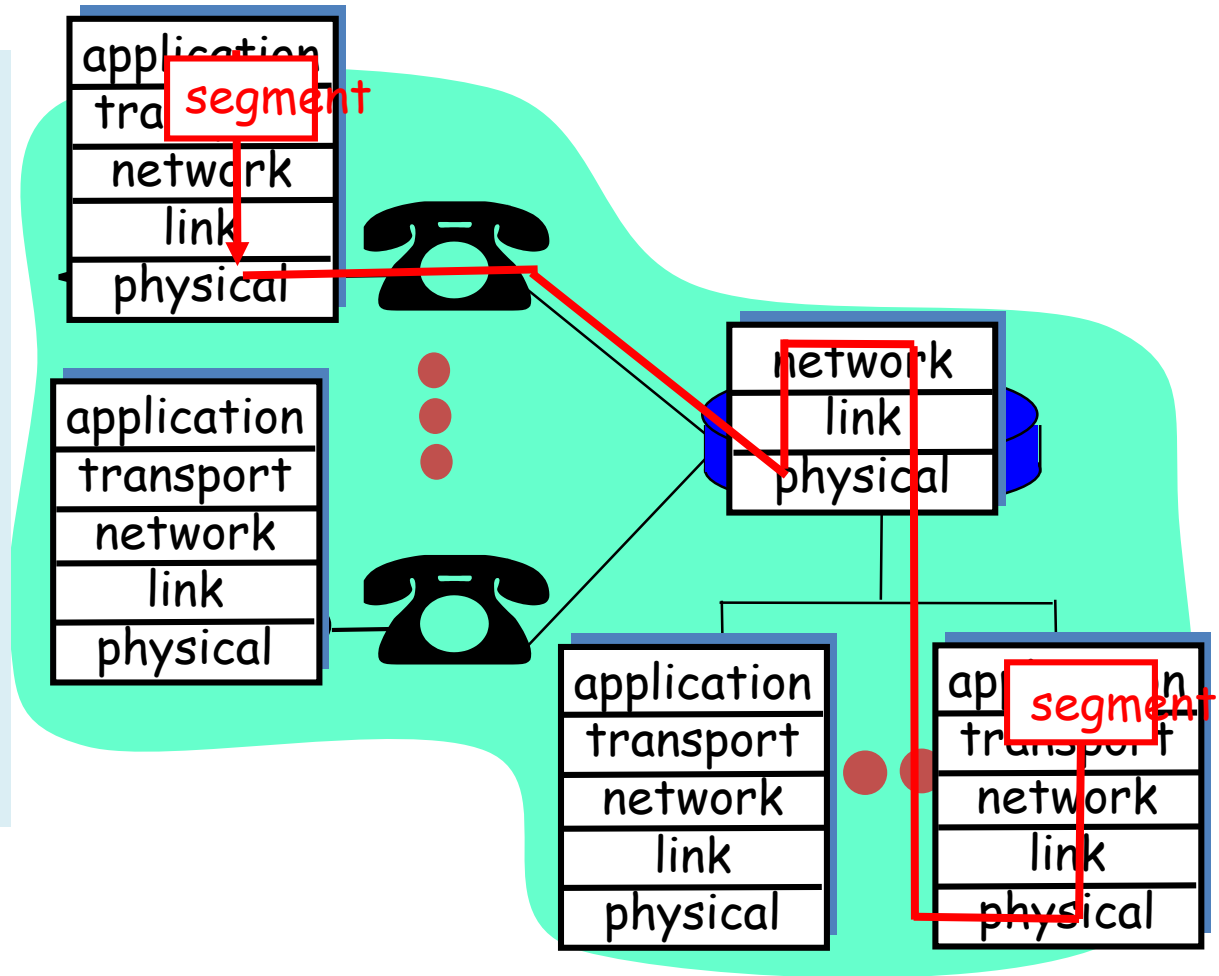 application
segment
tra
network
link
physical
application
transport
network
link
physical
network
link
physical
application
transport
network
link
physical
segment
network
link
physical